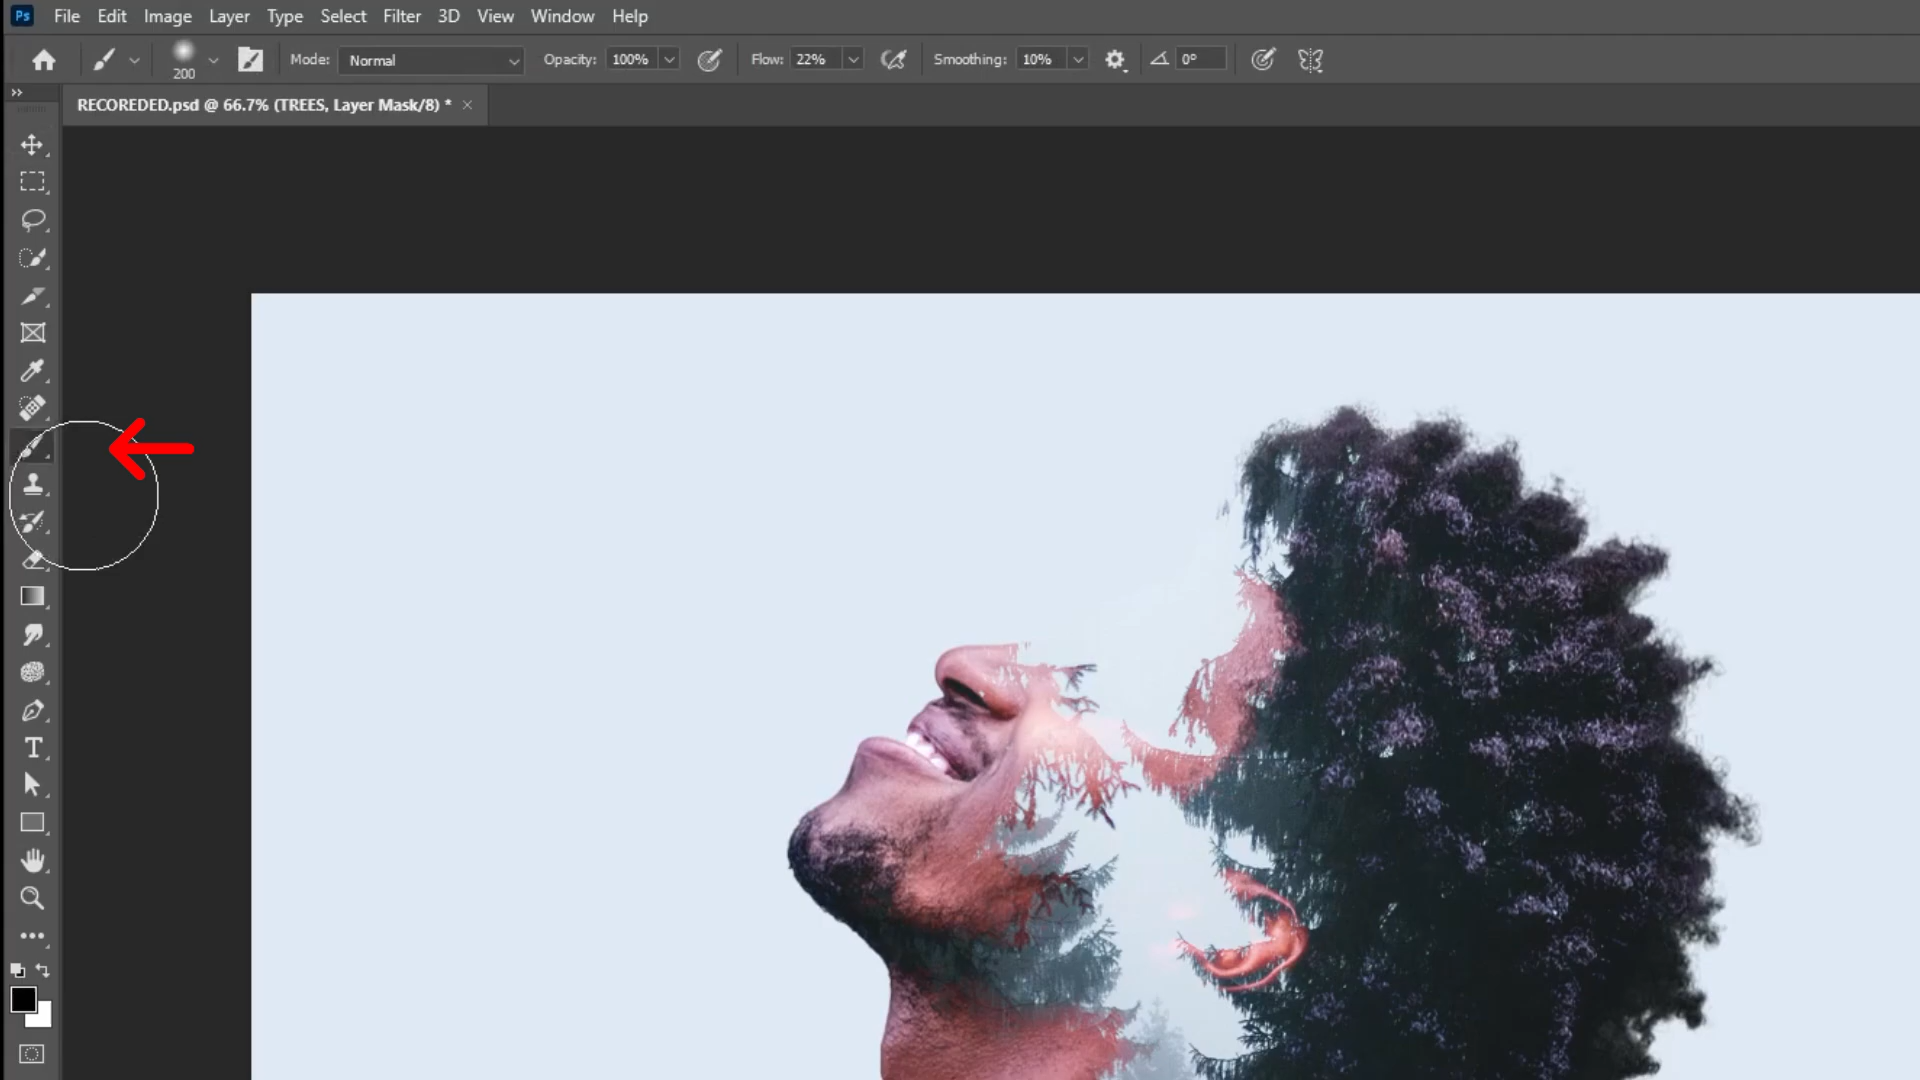 Ps File Edit Image Layer Type Select Filter 3D View Window Help
200 Mode: Normal Opacity: 100% Flow: 22% Smoothing: 10% 0°
RECOREDED.psd @ 66.7% (TREES, Layer Mask/8) * ×
T